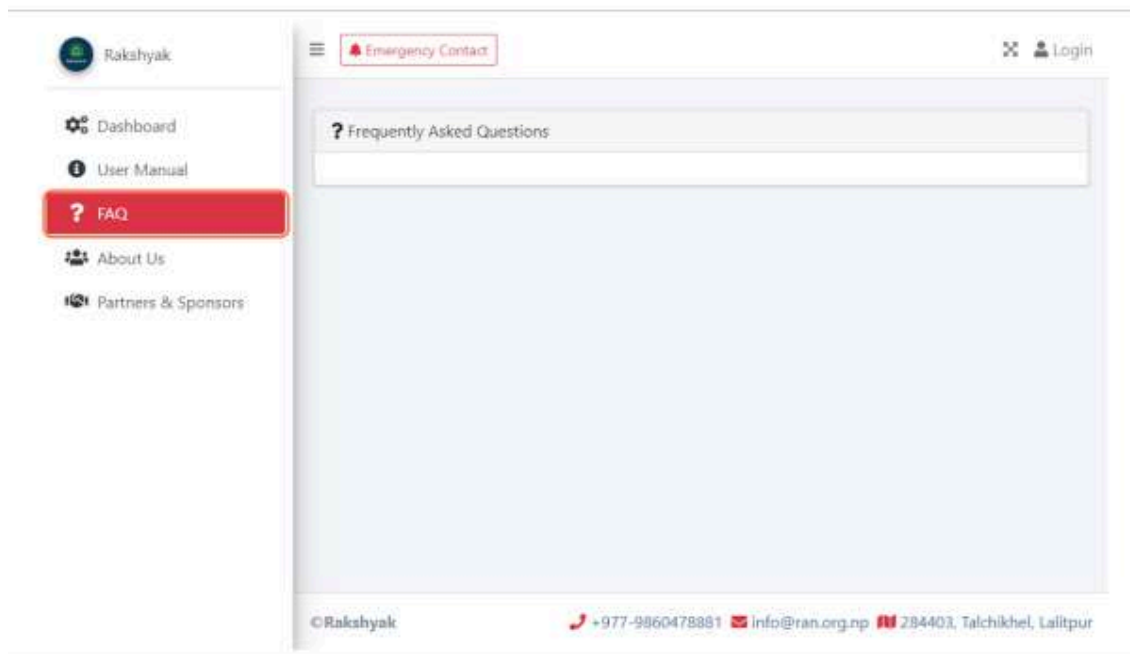 Rakshyak
Emergency Contact
Login
Dashboard
User Manual
FAQ
About Us
Partners & Sponsors
? Frequently Asked Questions
©Rakshyak
+977-9860478881 info@ran.org.np 284403, Talchikhel, Lalitpur